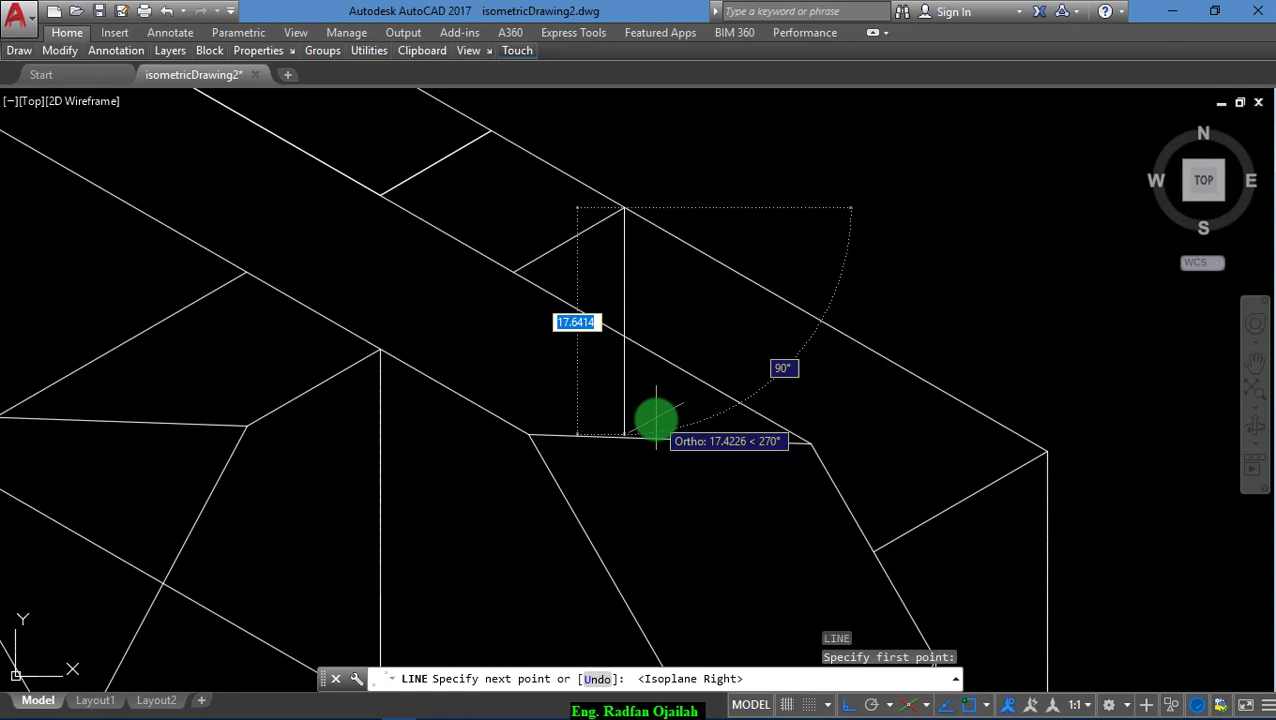 Autodesk AutoCAD 2017 isometricDrawing2.dwg
Type a keyword or phrase
Sign In
Home Insert Annotate Parametric View Manage Output Add-ins A360 Express Tools Featured Apps BIM 360 Performance
Draw Modify Annotation Layers Block Properties Groups Utilities Clipboard View Touch
Start isometricDrawing2*
[−][Top][2D Wireframe]
N
W TOP E
S
WCS
17.6414
90°
Ortho: 17.4226 < 270°
Y
X
LINE
Specify first point:
LINE Specify next point or [Undo]: <Isoplane Right>
Model Layout1 Layout2
MODEL
1:1
Eng. Radfan Ojailah